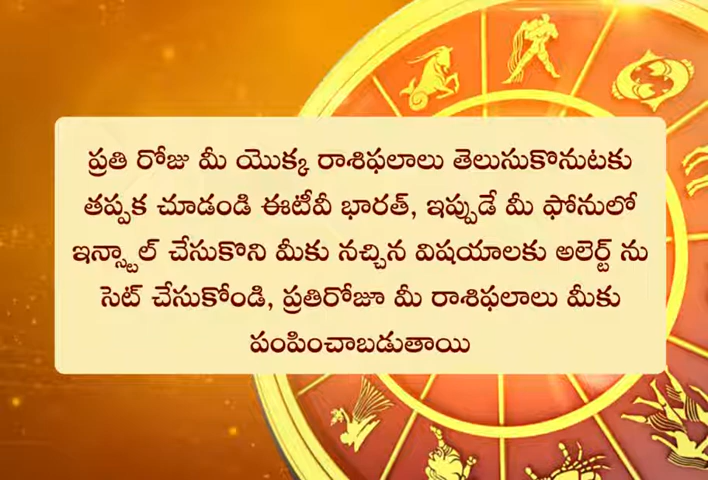 ప్రతి రోజు మీ యొక్క రాశిఫలాలు తెలుసుకొనుటకు
తప్పక చూడండి ఈటీవీ భారత్, ఇప్పుడే మీ ఫోనులో
ఇన్స్టాల్ చేసుకొని మీకు నచ్చిన విషయాలకు అలెర్ట్ ను
సెట్ చేసుకోండి, ప్రతిరోజూ మీ రాశిఫలాలు మీకు
పంపించాబడుతాయి